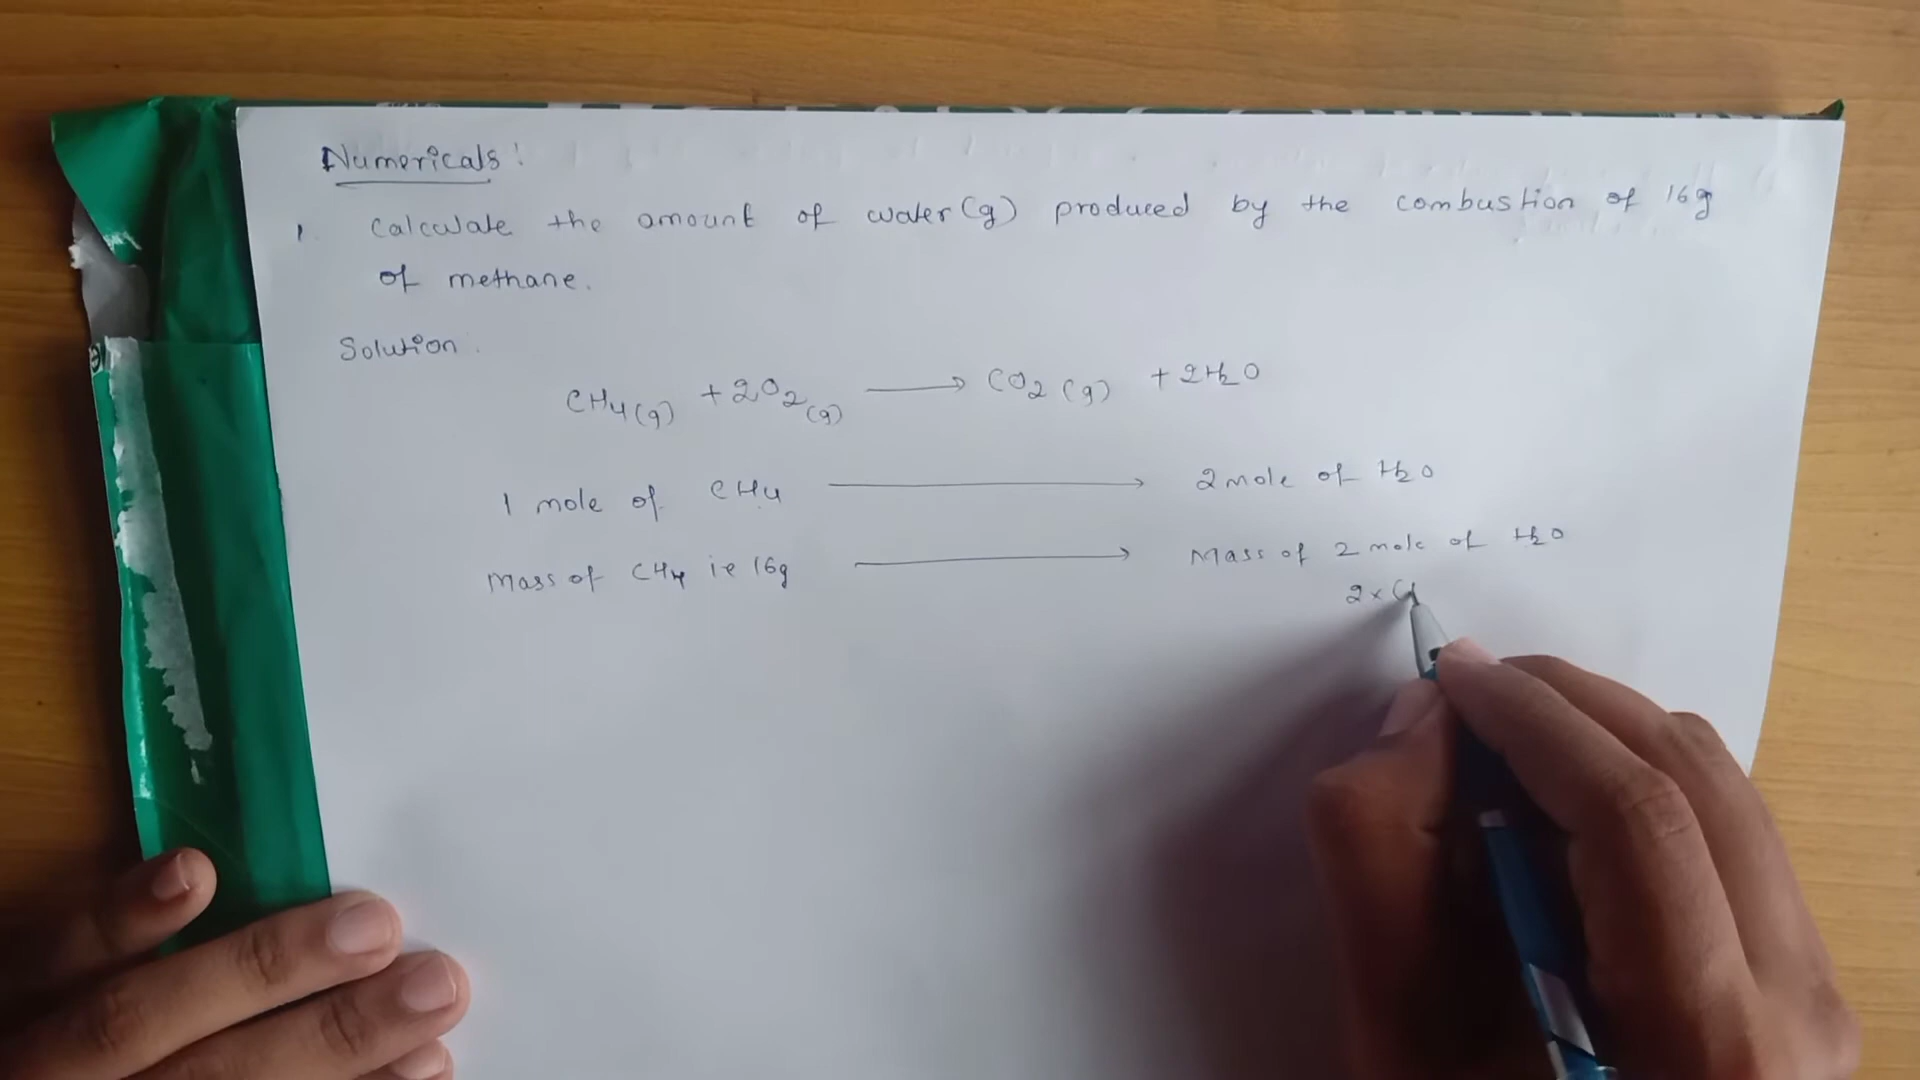 Numericals:
1. Calculate the amount of water (g) produced by the combustion of 16g
of methane.
Solution.
CH4(g) + 2O2(g) ⟶ CO2 (g) + 2H2O
1 mole of CH4 ⟶ 2 mole of H2O
Mass of CH4 ie 16g ⟶ Mass of 2 mole of H2O
2 × (